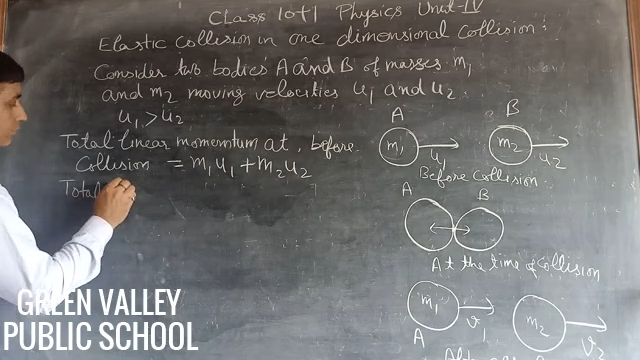 Class 10+1 Physics Unit-IV
Elastic Collision in one dimensional Collision :
Consider two bodies A and B of masses m1
and m2 moving velocities u1 and u2.
u1 > u2
Total linear momentum at before
Collision = m1u1 + m2u2
Total
A B
m1 u1 m2 u2
Before Collision
A B
At the time of Collision
m1 v1 m2 v2
A
GREEN VALLEY
PUBLIC SCHOOL